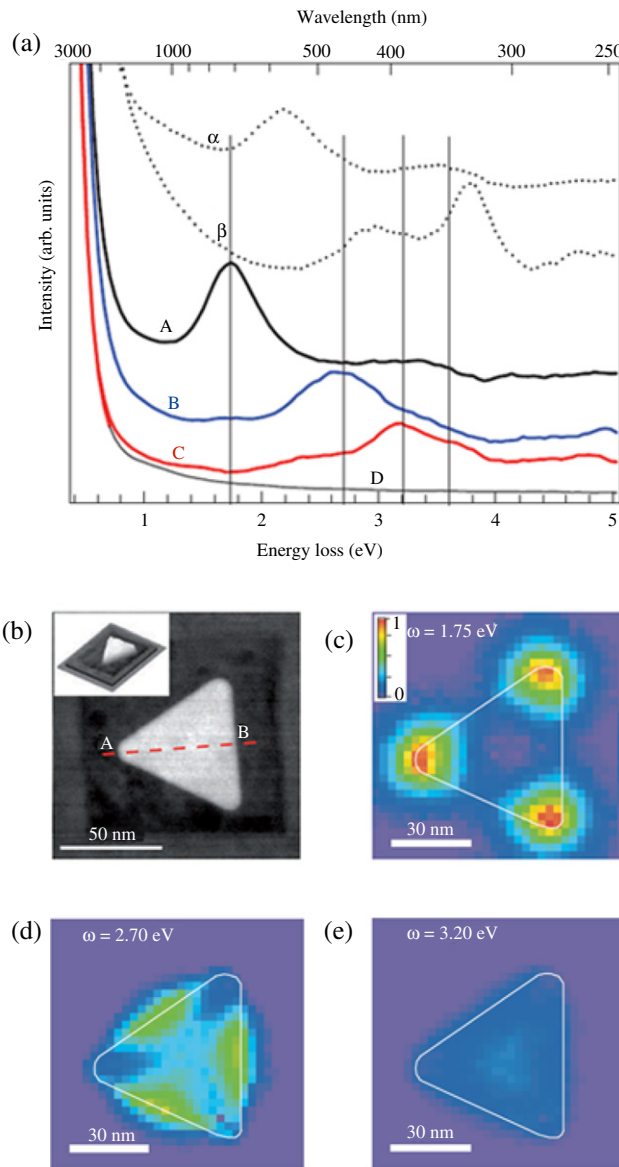 Wavelength (nm)
(a)
3000 1000 480 400 300 250
α
β
A
B
C
D
Intensity (arb. units)
1 2 3 4 5
Energy loss (eV)
(b)
A
B
50 nm
(c)
1
0
ω = 1.75 eV
30 nm
(d)
ω = 2.70 eV
30 nm
(e)
ω = 3.20 eV
30 nm